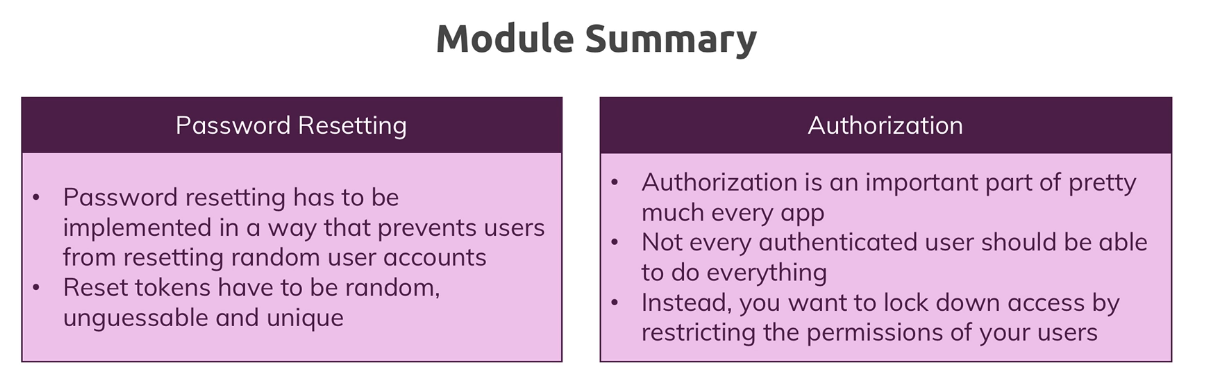 Module Summary
Password Resetting
• Password resetting has to be
implemented in a way that prevents users
from resetting random user accounts
• Reset tokens have to be random,
unguessable and unique
Authorization
• Authorization is an important part of pretty
much every app
• Not every authenticated user should be able
to do everything
• Instead, you want to lock down access by
restricting the permissions of your users